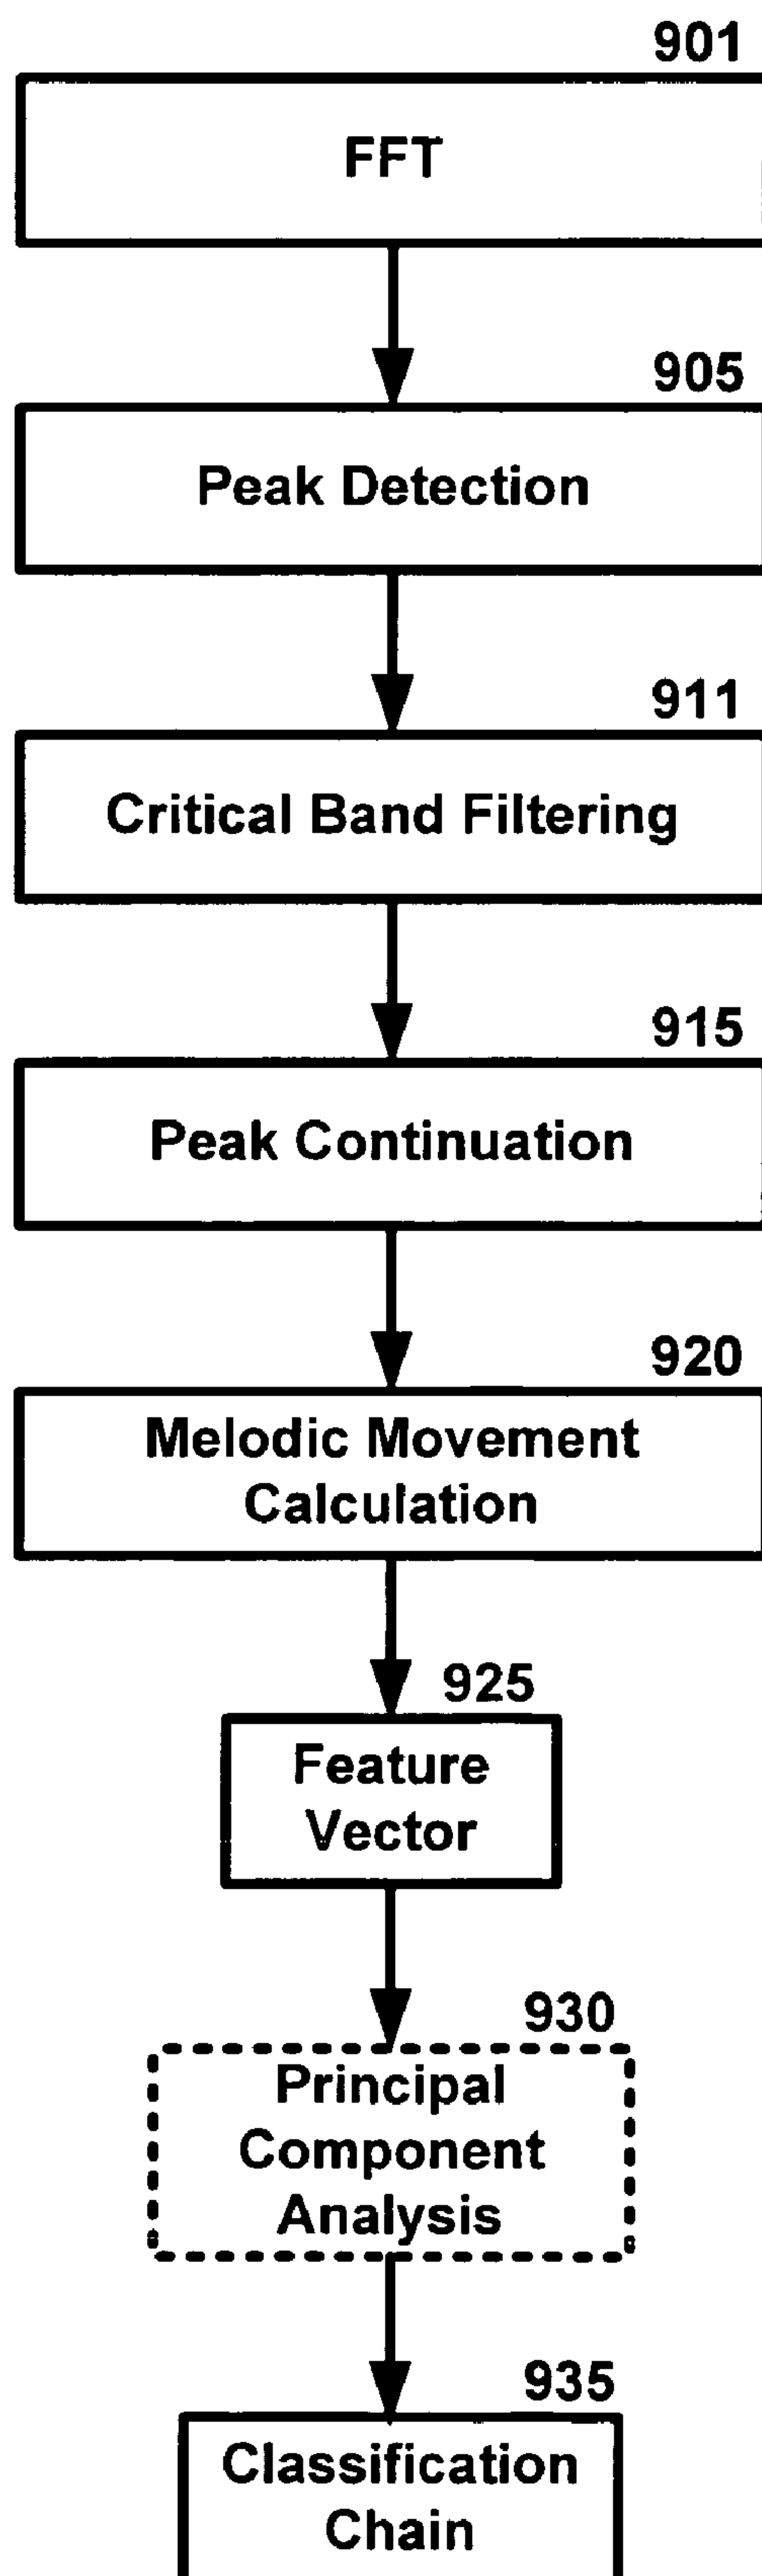 901
FFT
905
Peak Detection
911
Critical Band Filtering
915
Peak Continuation
920
Melodic Movement
Calculation
925
Feature
Vector
930
Principal
Component
Analysis
935
Classification
Chain